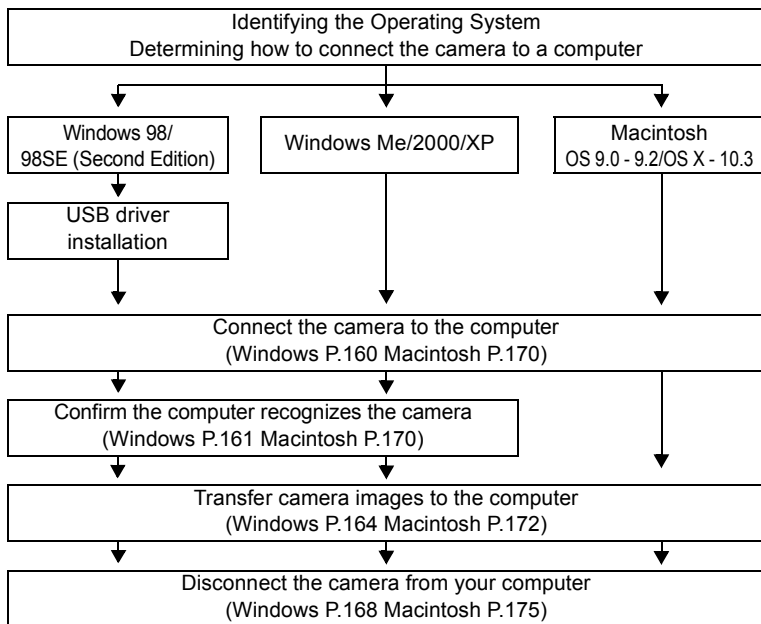 Identifying the Operating System
Determining how to connect the camera to a computer
Windows 98/
98SE (Second Edition)
Windows Me/2000/XP
Macintosh
OS 9.0 - 9.2/OS X - 10.3
USB driver
installation
Connect the camera to the computer
(Windows P.160 Macintosh P.170)
Confirm the computer recognizes the camera
(Windows P.161 Macintosh P.170)
Transfer camera images to the computer
(Windows P.164 Macintosh P.172)
Disconnect the camera from your computer
(Windows P.168 Macintosh P.175)